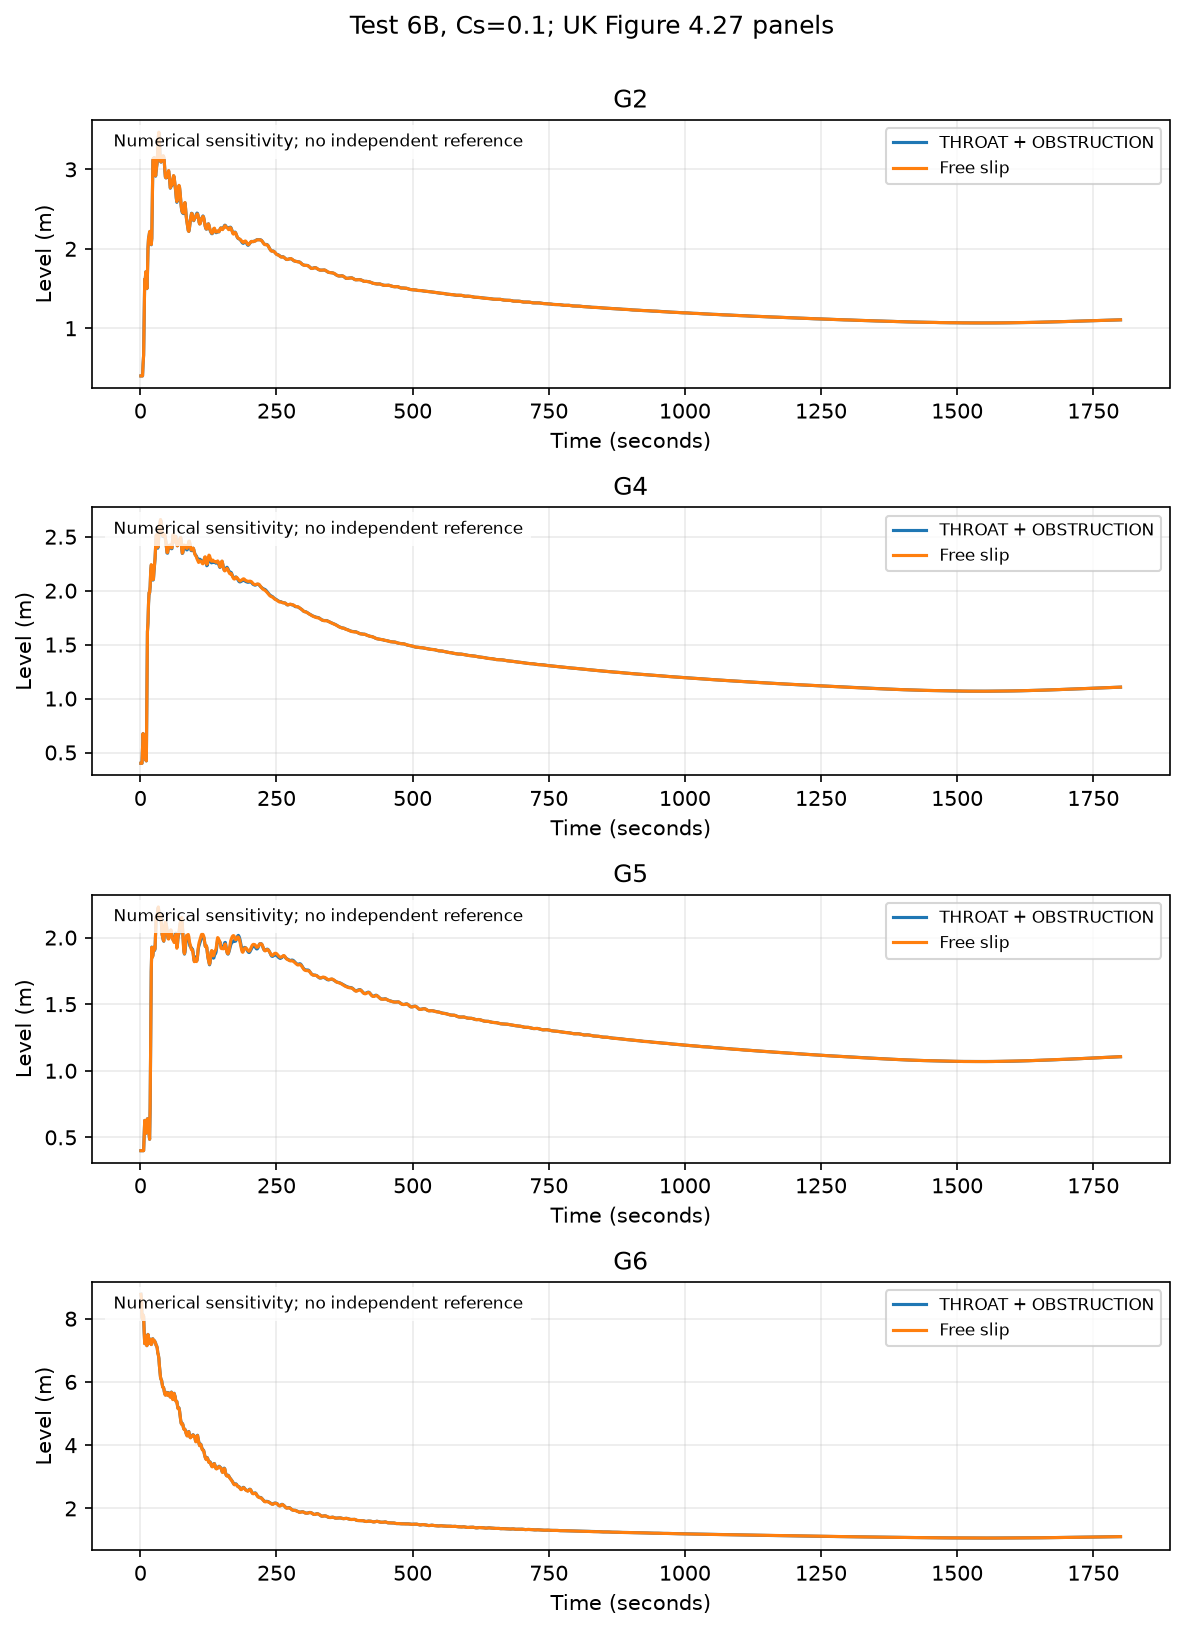 Test 6B, Cs=0.1; UK Figure 4.27 panels
G2
Numerical sensitivity; no independent reference
THROAT + OBSTRUCTION
Free slip
3
2
1
Level (m)
0 250 500 750 1000 1250 1500 1750
Time (seconds)
G4
Numerical sensitivity; no independent reference
THROAT + OBSTRUCTION
Free slip
2.5
2.0
1.5
1.0
0.5
Level (m)
0 250 500 750 1000 1250 1500 1750
Time (seconds)
G5
Numerical sensitivity; no independent reference
THROAT + OBSTRUCTION
Free slip
2.0
1.5
1.0
0.5
Level (m)
0 250 500 750 1000 1250 1500 1750
Time (seconds)
G6
Numerical sensitivity; no independent reference
THROAT + OBSTRUCTION
Free slip
8
6
4
2
Level (m)
0 250 500 750 1000 1250 1500 1750
Time (seconds)